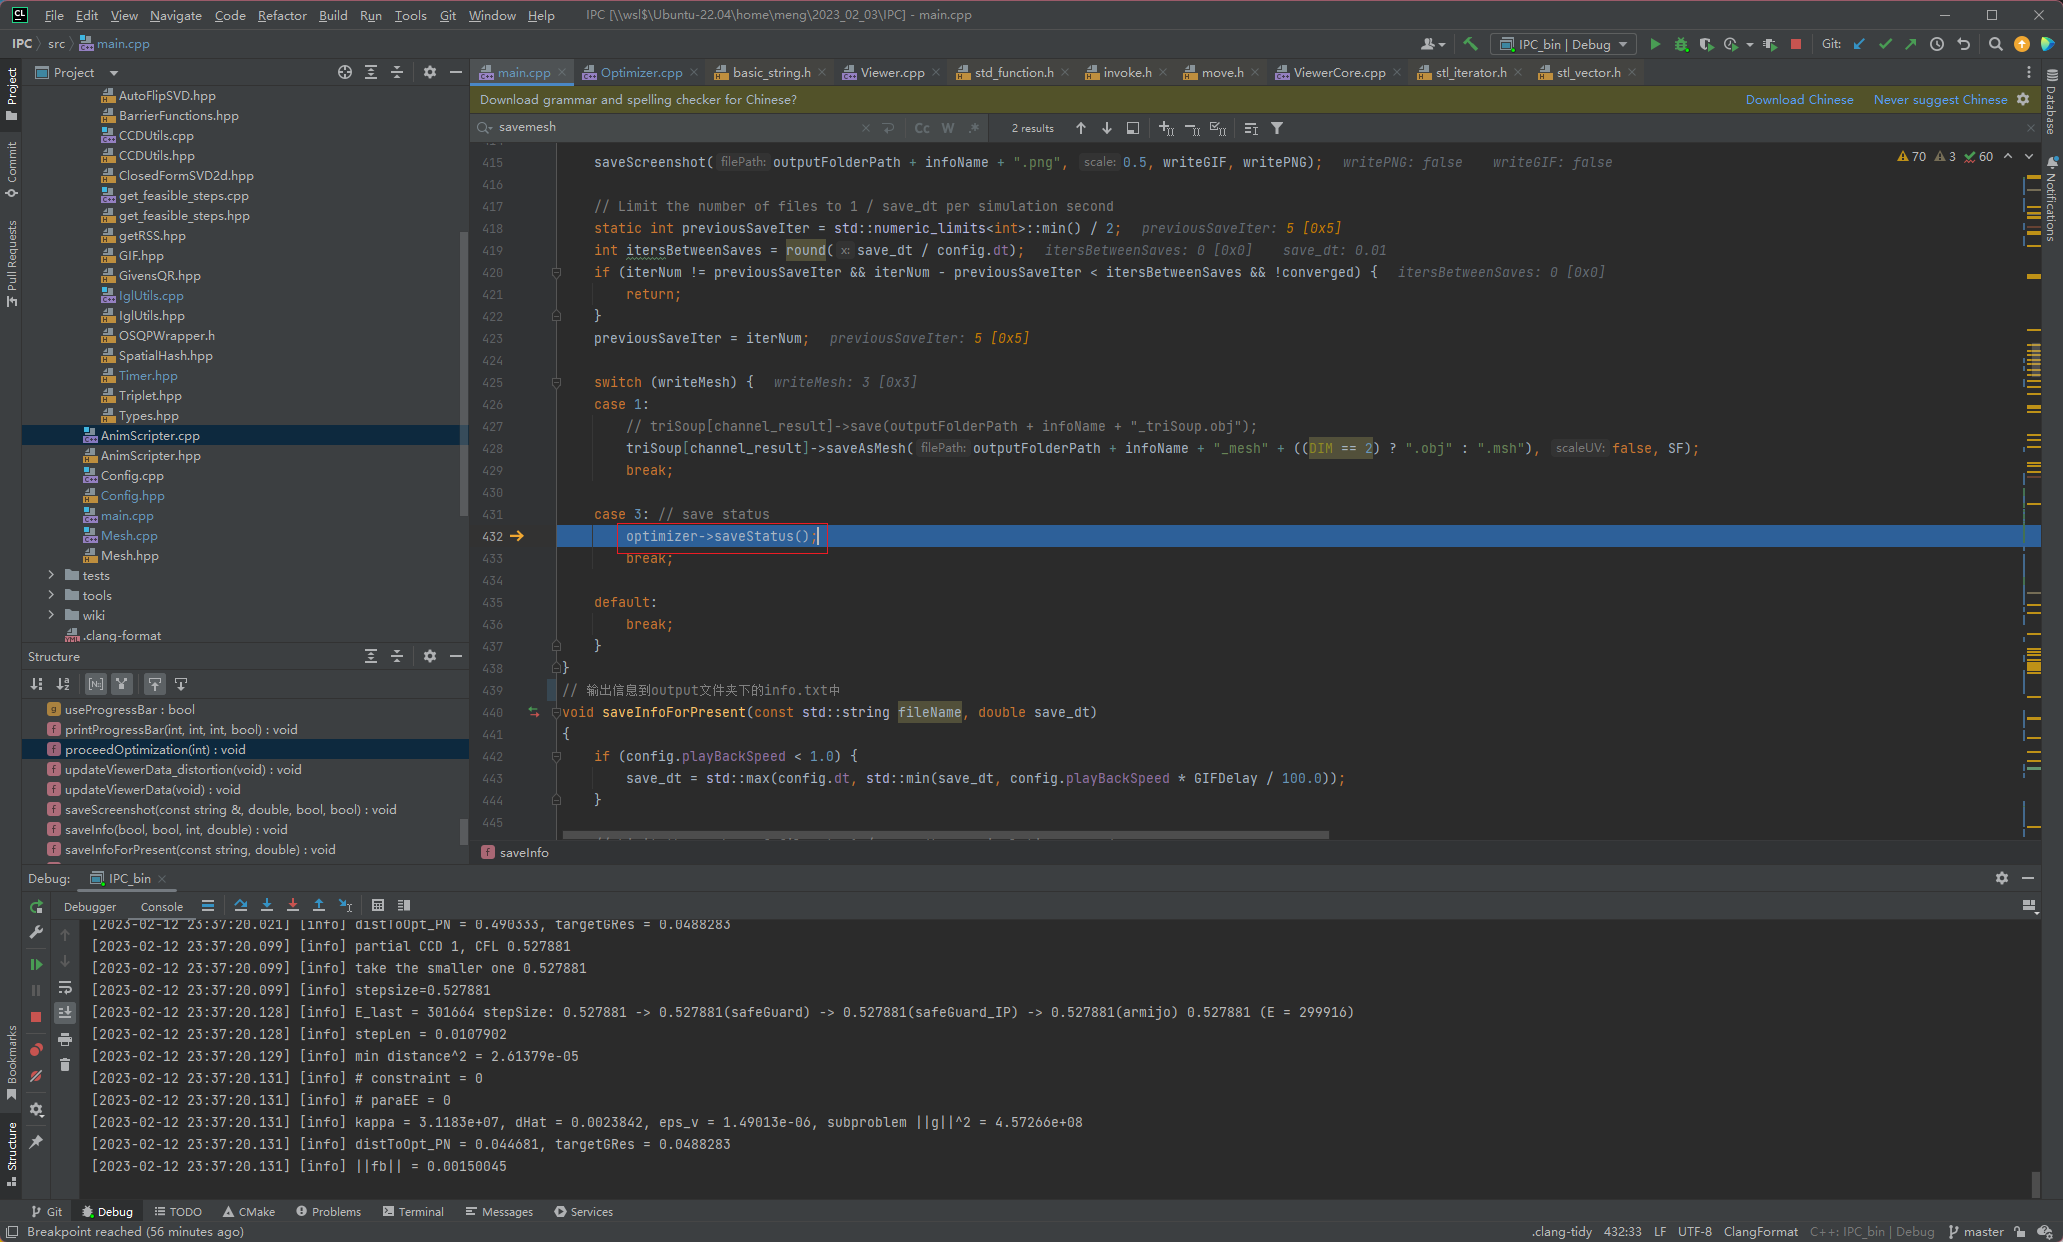 File Edit View Navigate Code Refactor Build Run Tools Git Window Help IPC [\\wsl$\Ubuntu-22.04\home\meng\2023_02_03\IPC] - main.cpp
IPC src main.cpp IPC_bin | Debug Git:
Project
AutoFlipSVD.hpp
BarrierFunctions.hpp
CCDUtils.cpp
CCDUtils.hpp
ClosedFormSVD2d.hpp
get_feasible_steps.cpp
get_feasible_steps.hpp
getRSS.hpp
GIF.hpp
GivensQR.hpp
IglUtils.cpp
IglUtils.hpp
OSQPWrapper.h
SpatialHash.hpp
Timer.hpp
Triplet.hpp
Types.hpp
AnimScripter.cpp
AnimScripter.hpp
Config.cpp
Config.hpp
main.cpp
Mesh.cpp
Mesh.hpp
tests
tools
wiki
.clang-format
Structure
useProgressBar : bool
printProgressBar(int, int, int, bool) : void
proceedOptimization(int) : void
updateViewerData_distortion(void) : void
updateViewerData(void) : void
saveScreenshot(const string &, double, bool, bool) : void
saveInfo(bool, bool, int, double) : void
saveInfoForPresent(const string, double) : void
main.cpp Optimizer.cpp basic_string.h Viewer.cpp std_function.h invoke.h move.h ViewerCore.cpp stl_iterator.h stl_vector.h
Download grammar and spelling checker for Chinese? Download Chinese Never suggest Chinese
savemesh Cc W .* 2 results
70 3 60
415 saveScreenshot( filePath: outputFolderPath + infoName + ".png", scale: 0.5, writeGIF, writePNG); writePNG: false writeGIF: false
416
417 // Limit the number of files to 1 / save_dt per simulation second
418 static int previousSaveIter = std::numeric_limits<int>::min() / 2; previousSaveIter: 5 [0x5]
419 int itersBetweenSaves = round( x: save_dt / config.dt); itersBetweenSaves: 0 [0x0] save_dt: 0.01
420 if (iterNum != previousSaveIter && iterNum - previousSaveIter < itersBetweenSaves && !converged) { itersBetweenSaves: 0 [0x0]
421 return;
422 }
423 previousSaveIter = iterNum; previousSaveIter: 5 [0x5]
424
425 switch (writeMesh) { writeMesh: 3 [0x3]
426 case 1:
427 // triSoup[channel_result]->save(outputFolderPath + infoName + "_triSoup.obj");
428 triSoup[channel_result]->saveAsMesh( filePath: outputFolderPath + infoName + "_mesh" + ((DIM == 2) ? ".obj" : ".msh"), scaleUV: false, SF);
429 break;
430
431 case 3: // save status
432 optimizer->saveStatus();
433 break;
434
435 default:
436 break;
437 }
438 }
439 // 输出信息到output文件夹下的info.txt中
440 void saveInfoForPresent(const std::string fileName, double save_dt)
441 {
442 if (config.playBackSpeed < 1.0) {
443 save_dt = std::max(config.dt, std::min(save_dt, config.playBackSpeed * GIFDelay / 100.0));
444 }
445
saveInfo
Debug: IPC_bin
Debugger Console
[2023-02-12 23:37:20.021] [info] distToOpt_PN = 0.490333, targetGRes = 0.0488283
[2023-02-12 23:37:20.099] [info] partial CCD 1, CFL 0.527881
[2023-02-12 23:37:20.099] [info] take the smaller one 0.527881
[2023-02-12 23:37:20.099] [info] stepsize=0.527881
[2023-02-12 23:37:20.128] [info] E_last = 301664 stepSize: 0.527881 -> 0.527881(safeGuard) -> 0.527881(safeGuard_IP) -> 0.527881(armijo) 0.527881 (E = 299916)
[2023-02-12 23:37:20.128] [info] stepLen = 0.0107902
[2023-02-12 23:37:20.129] [info] min distance^2 = 2.61379e-05
[2023-02-12 23:37:20.131] [info] # constraint = 0
[2023-02-12 23:37:20.131] [info] # paraEE = 0
[2023-02-12 23:37:20.131] [info] kappa = 3.1183e+07, dHat = 0.0023842, eps_v = 1.49013e-06, subproblem ||g||^2 = 4.57266e+08
[2023-02-12 23:37:20.131] [info] distToOpt_PN = 0.044681, targetGRes = 0.0488283
[2023-02-12 23:37:20.131] [info] ||fb|| = 0.00150045
Project
Commit
Pull Requests
Bookmarks
Structure
Database
Notifications
Git Debug TODO CMake Problems Terminal Messages Services
Breakpoint reached (56 minutes ago) .clang-tidy 432:33 LF UTF-8 ClangFormat C++: IPC_bin | Debug master